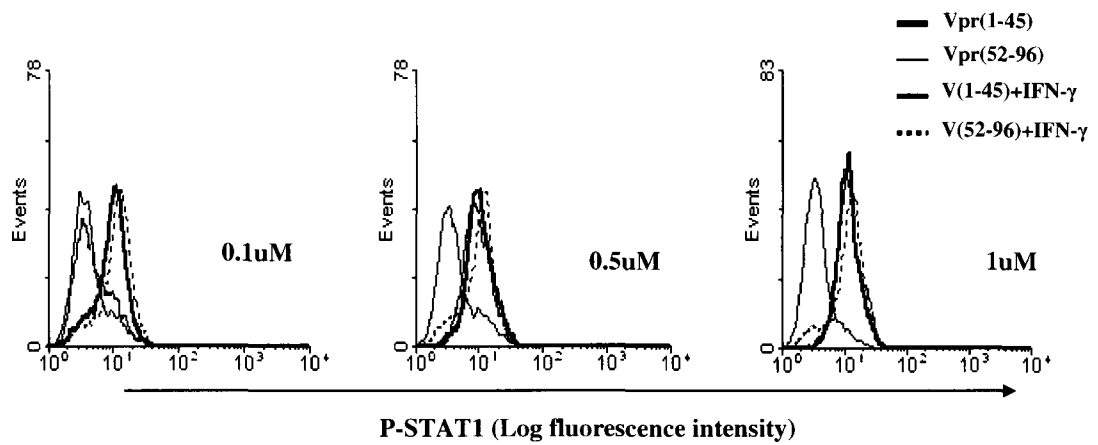 Vpr(1-45)
Vpr(52-96)
V(1-45)+IFN-γ
V(52-96)+IFN-γ
78
Events
0
10⁰ 10¹ 10² 10³ 10⁴
0.1uM
78
Events
0
10⁰ 10¹ 10² 10³ 10⁴
0.5uM
83
Events
0
10⁰ 10¹ 10² 10³ 10⁴
1uM
P-STAT1 (Log fluorescence intensity)